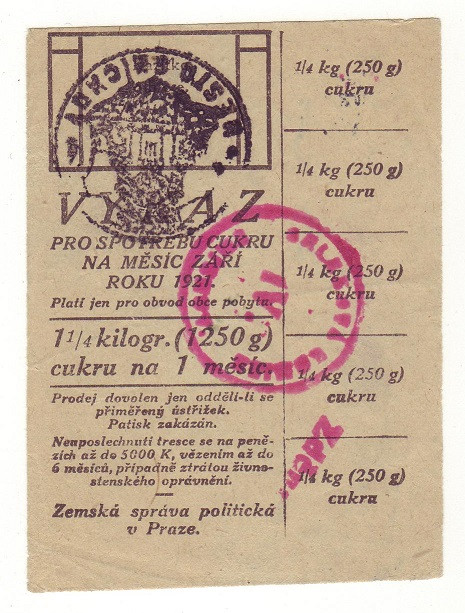 VÝKAZ
PRO SPOTŘEBU CUKRU
NA MĚSÍC ZÁŘÍ
ROKU 1921.
Platí jen pro obvod obce pobytu.
1 1/4 kilogr. (1250 g)
cukru na 1 měsíc.
Prodej dovolen jen oddělí-li se
přiměřený ústřižek.
Patisk zakázán.
Neuposlechnutí tresce se na peně-
zích až do 5000 K, vězením až do
6 měsíců, případně ztrátou živno-
stenského oprávnění.
Zemská správa politická
v Praze.
1/4 kg (250 g)
cukru
1/4 kg (250 g)
cukru
1/4 kg (250 g)
cukru
1/4 kg (250 g)
cukru
1/4 kg (250 g)
cukru